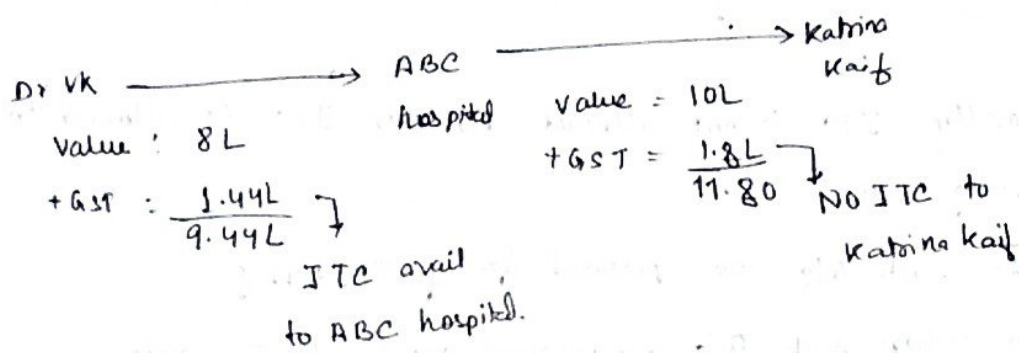 Dr VK ⟶ ABC hospital ⟶ Katrina Kaif
Value : 8L
+ GST : 1.44L
9.44L
ITC avail
to ABC hospital.
Value = 10L
+ GST = 1.8L
11.80
NO ITC to
Katrina Kaif